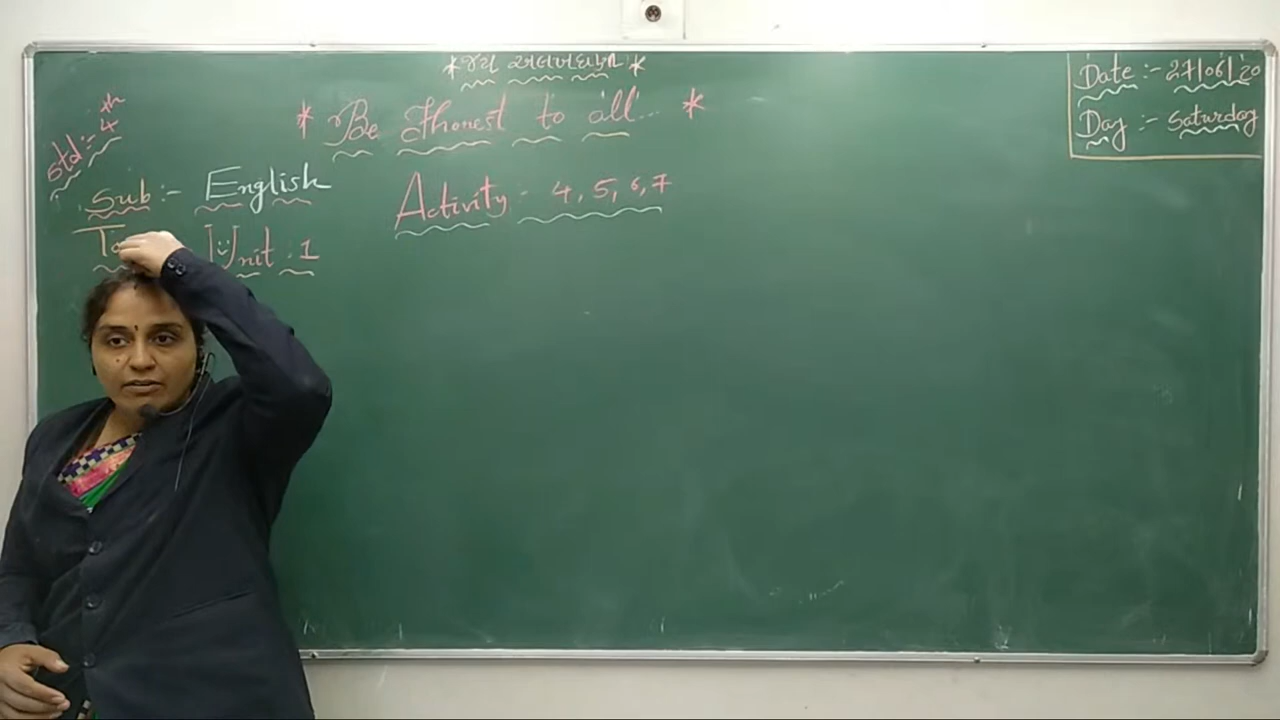 * જય *
* Be Honest to all... *
Date :- 27/06/20
Day :- Saturday
std :- 4th
Sub :- English
Unit : 1
Activity - 4, 5, 6, 7